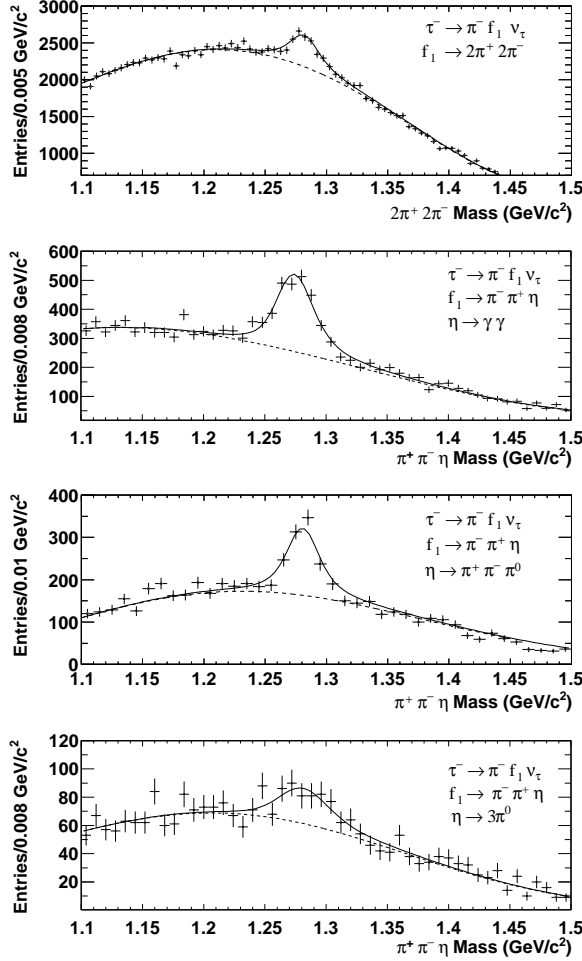 Entries/0.005 GeV/c²
3000
2500
2000
1500
1000
τ⁻ → π⁻ f₁ ν_τ
f₁ → 2π⁺ 2π⁻
1.1 1.15 1.2 1.25 1.3 1.35 1.4 1.45 1.5
2π⁺ 2π⁻ Mass (GeV/c²)
Entries/0.008 GeV/c²
600
500
400
300
200
100
0
τ⁻ → π⁻ f₁ ν_τ
f₁ → π⁻ π⁺ η
η → γ γ
1.1 1.15 1.2 1.25 1.3 1.35 1.4 1.45 1.5
π⁺ π⁻ η Mass (GeV/c²)
Entries/0.01 GeV/c²
400
300
200
100
0
τ⁻ → π⁻ f₁ ν_τ
f₁ → π⁻ π⁺ η
η → π⁺ π⁻ π⁰
1.1 1.15 1.2 1.25 1.3 1.35 1.4 1.45 1.5
π⁺ π⁻ η Mass (GeV/c²)
Entries/0.008 GeV/c²
120
100
80
60
40
20
τ⁻ → π⁻ f₁ ν_τ
f₁ → π⁻ π⁺ η
η → 3π⁰
1.1 1.15 1.2 1.25 1.3 1.35 1.4 1.45 1.5
π⁺ π⁻ η Mass (GeV/c²)